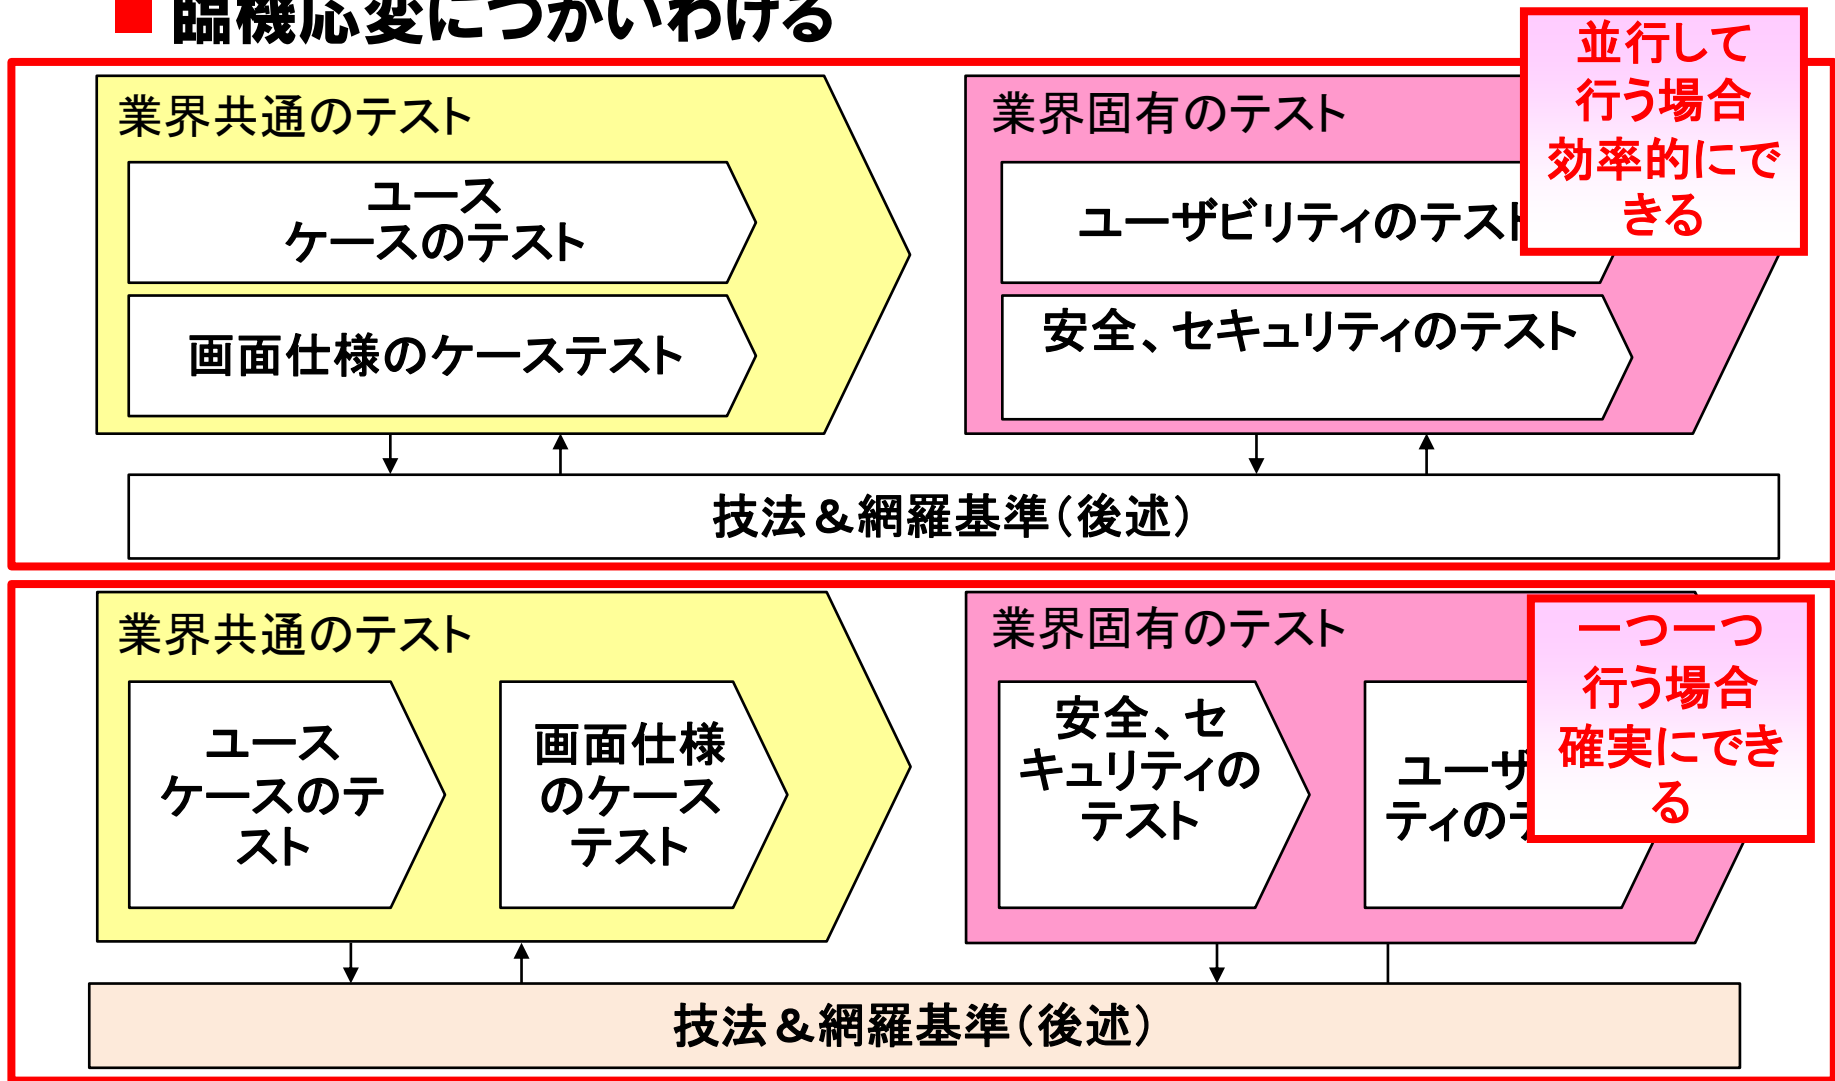 臨機応変につかいわける
業界共通のテスト
ユース
ケースのテスト
画面仕様のケーステスト
業界固有のテスト
ユーザビリティのテスト
安全、セキュリティのテスト
並行して
行う場合
効率的にで
きる
技法＆網羅基準（後述）
業界共通のテスト
ユース
ケースのテ
スト
画面仕様
のケース
テスト
業界固有のテスト
安全、セ
キュリティの
テスト
ユーザ
ティのテ
一つ一つ
行う場合
確実にでき
る
技法＆網羅基準（後述）